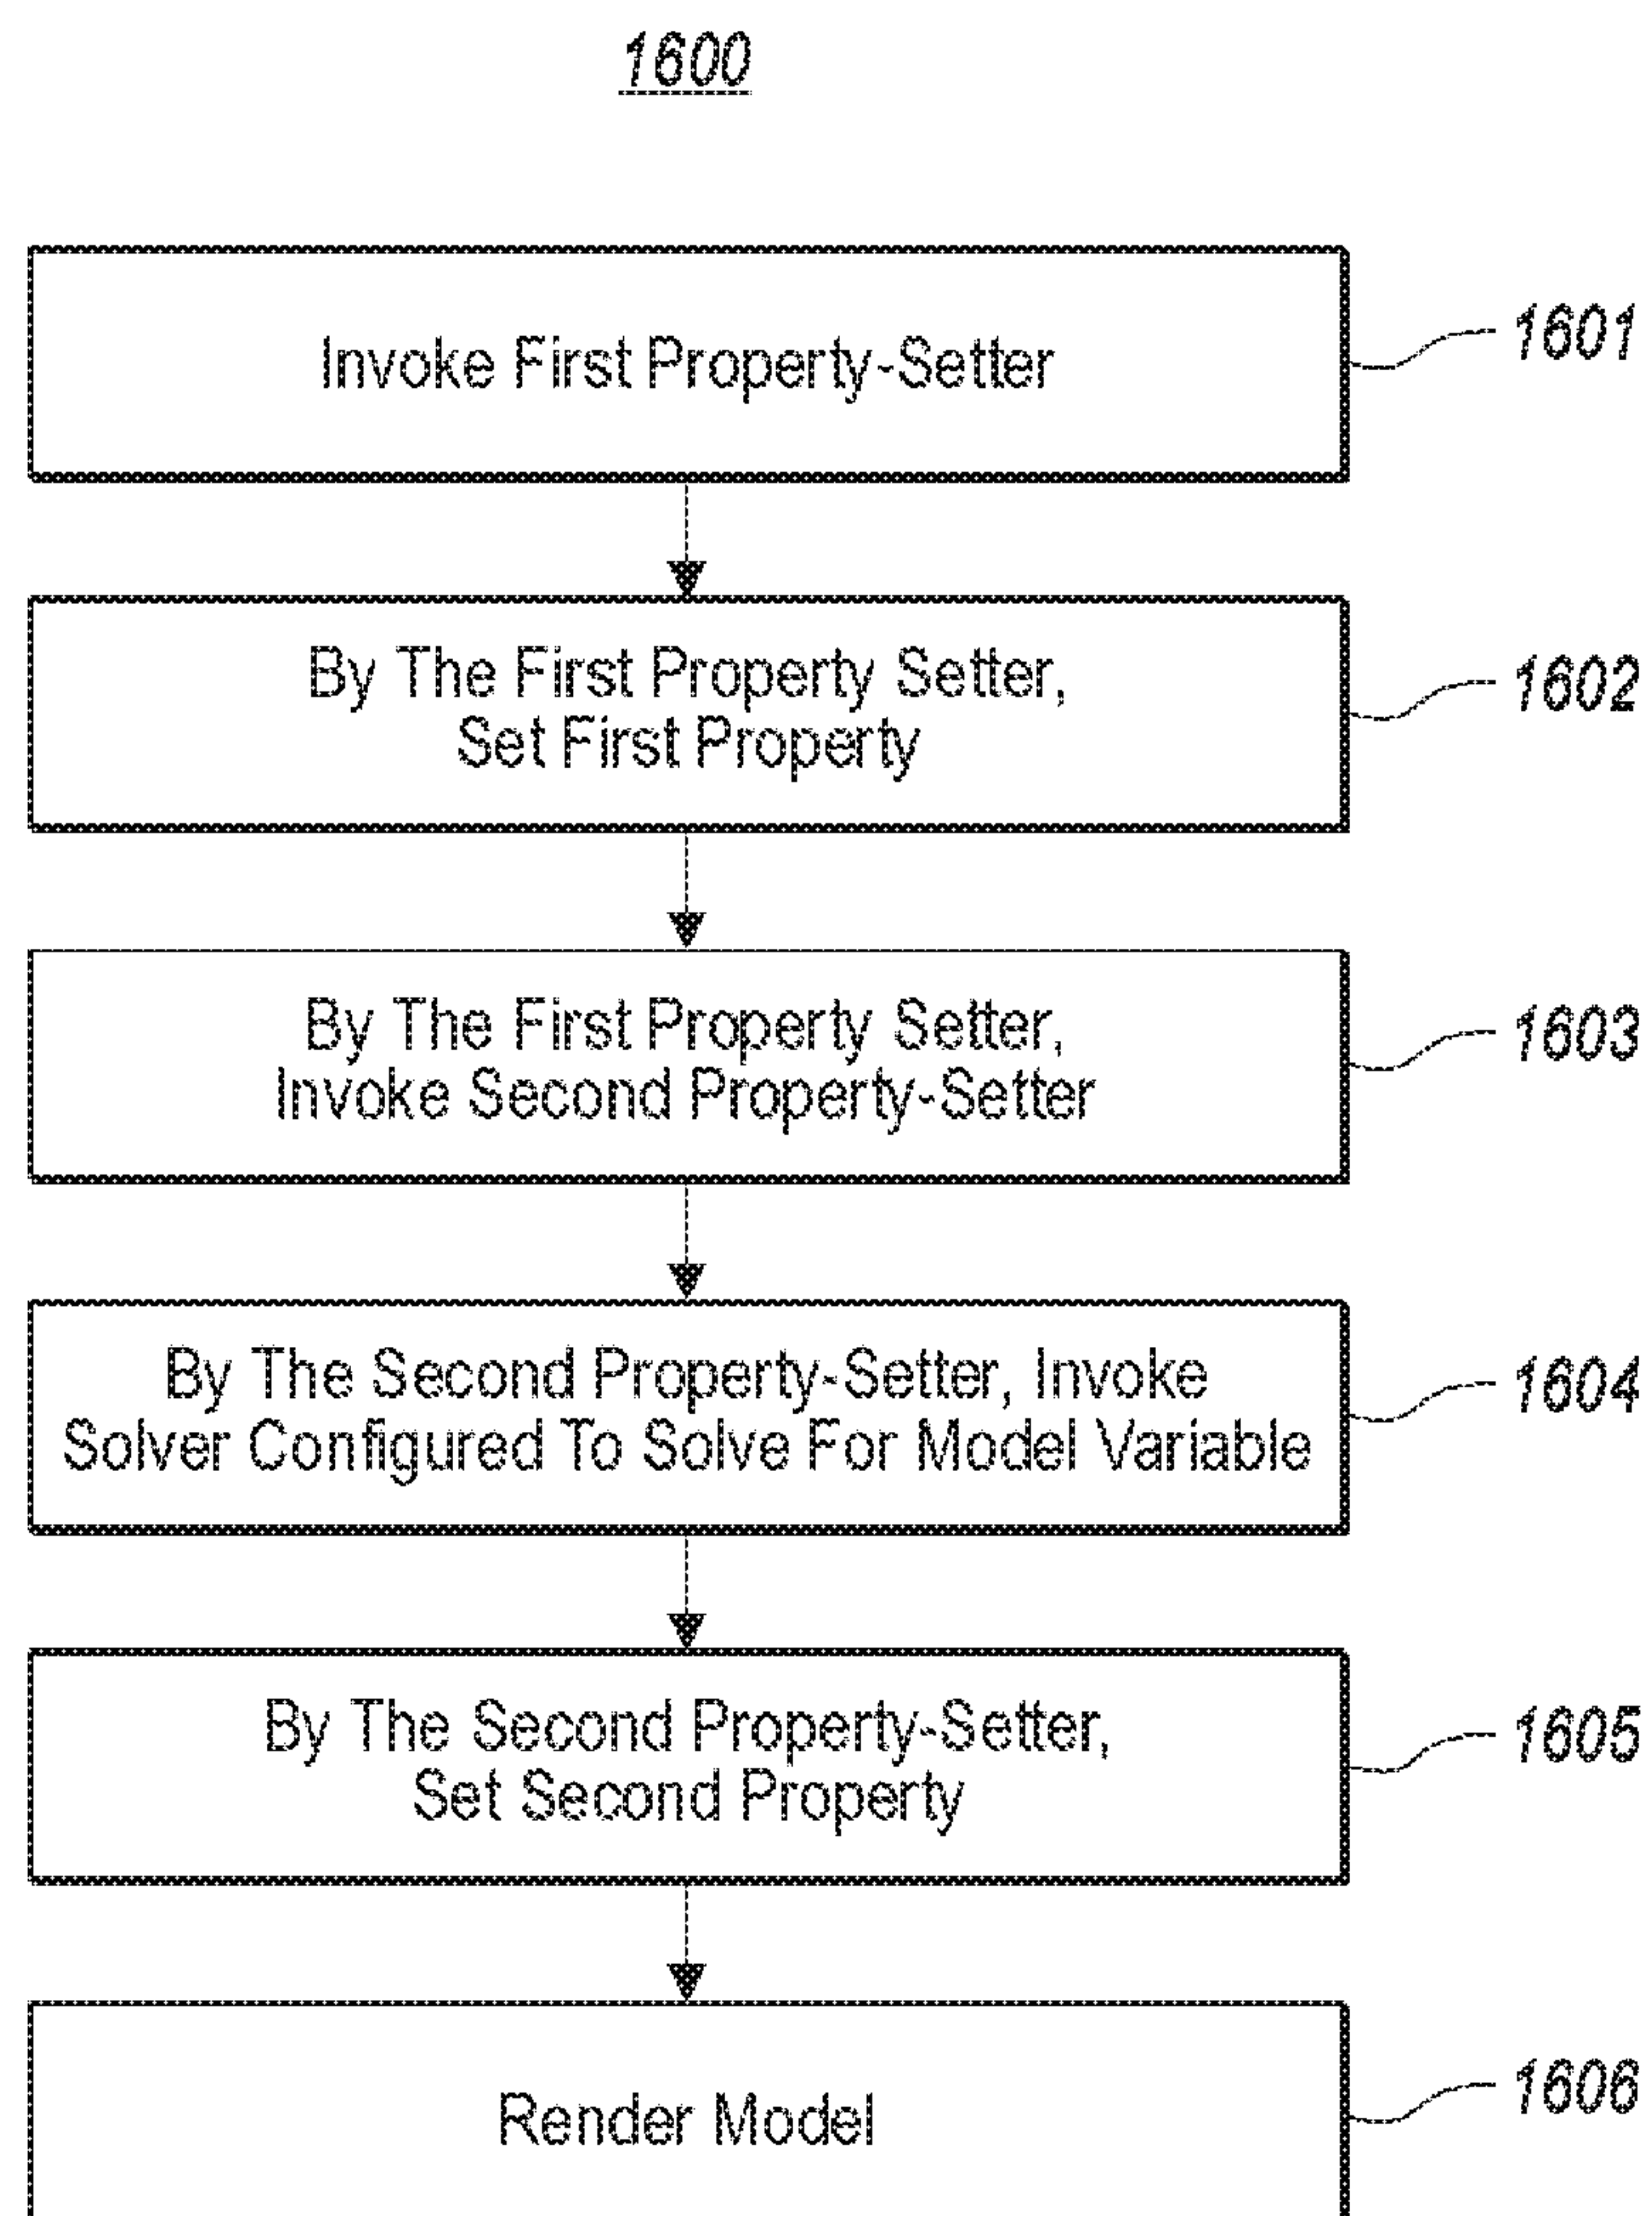 1600
Invoke First Property-Setter
1601
By The First Property Setter,
Set First Property
1602
By The First Property Setter,
Invoke Second Property-Setter
1603
By The Second Property-Setter, Invoke
Solver Configured To Solve For Model Variable
1604
By The Second Property-Setter,
Set Second Property
1605
Render Model
1606